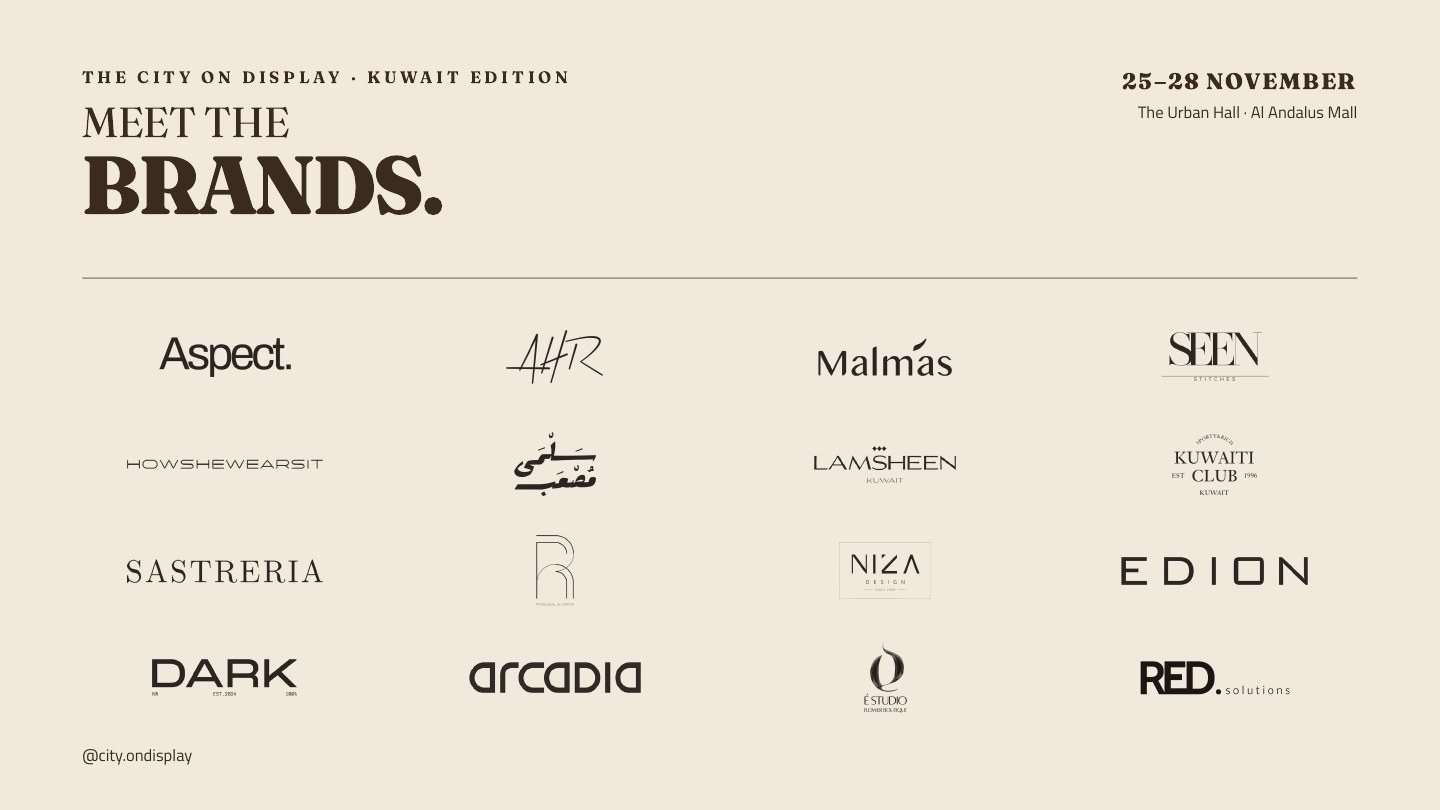 THE CITY ON DISPLAY · KUWAIT EDITION
MEET THE
BRANDS.
25–28 NOVEMBER
The Urban Hall · Al Andalus Mall
Aspect.
AHR
Malmas
SEEN
STITCHES
HOWSHEWEARSIT
سَلْمَى
مُصْعَب
LAMSHEEN
KUWAIT
SPORTY&RICH
KUWAITI
EST CLUB 1996
KUWAIT
SASTRERIA
R
NIZA
DESIGN
EDION
DARK
KW EST.2024 100%
arcadia
É STUDIO
FLOWER BOUTIQUE
RED. solutions
@city.ondisplay